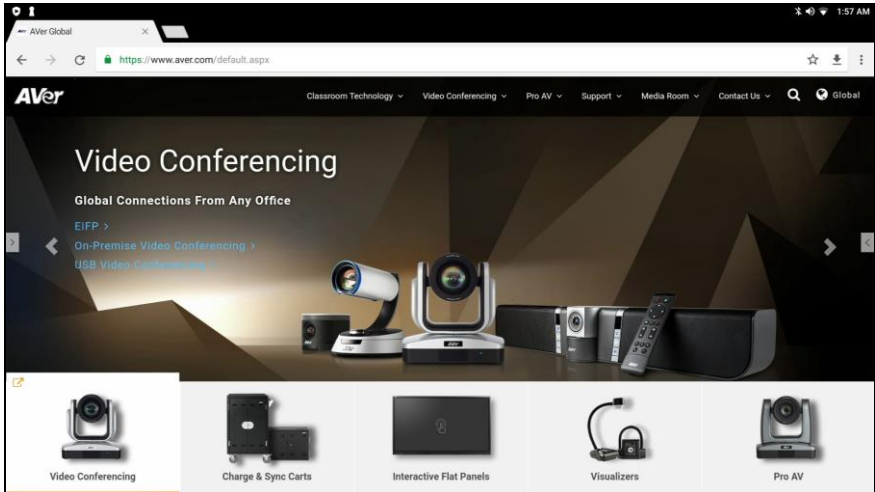 1:57 AM
AVer Global
https://www.aver.com/default.aspx
AVer
Classroom Technology
Video Conferencing
Pro AV
Support
Media Room
Contact Us
Global
Video Conferencing
Global Connections From Any Office
EIFP >
On-Premise Video Conferencing >
USB Video Conferencing >
Video Conferencing
Charge & Sync Carts
Interactive Flat Panels
Visualizers
Pro AV